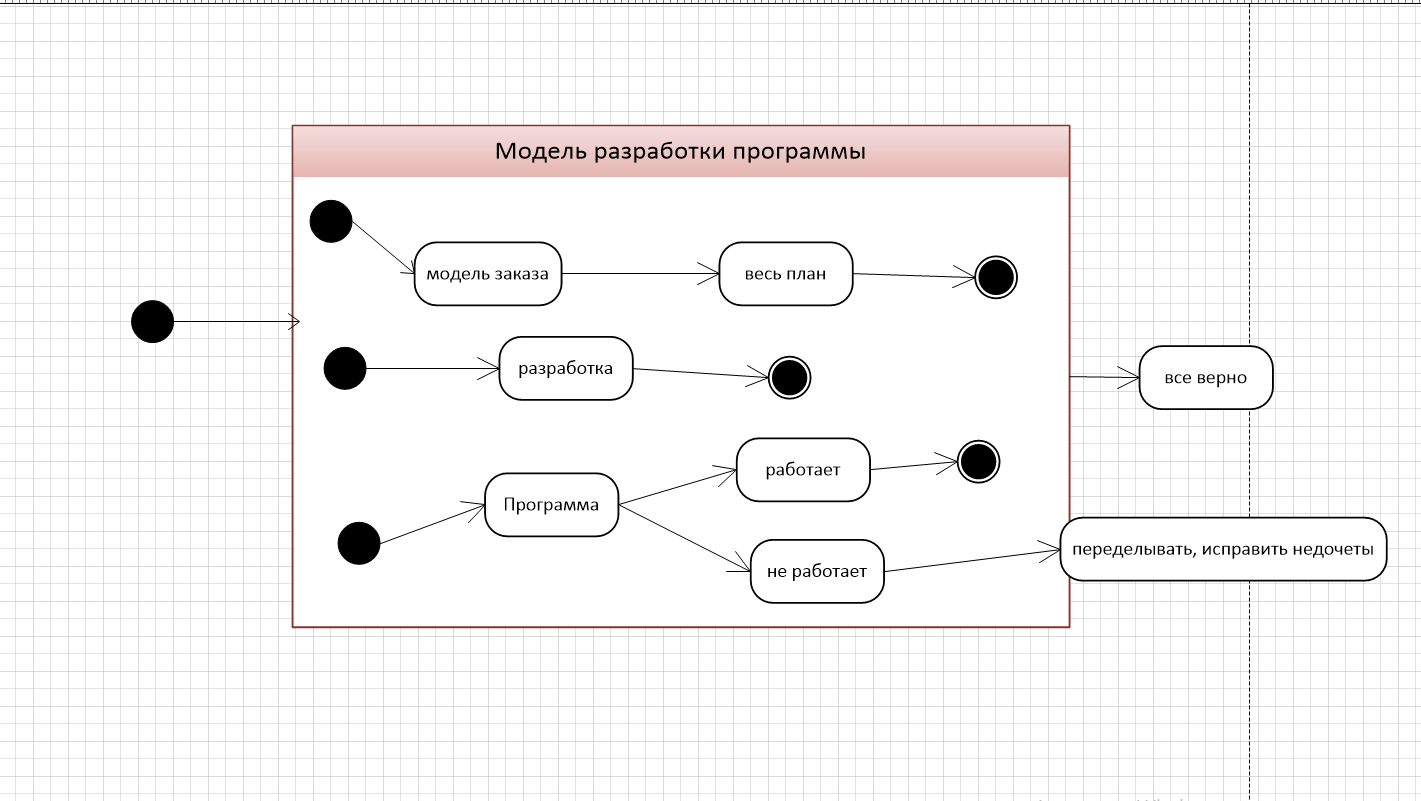 Модель разработки программы
модель заказа
весь план
разработка
все верно
работает
Программа
переделывать, исправить недочеты
не работает